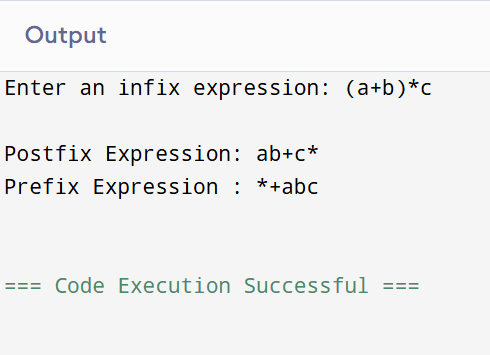 Output
Enter an infix expression: (a+b)*c
Postfix Expression: ab+c*
Prefix Expression : *+abc
=== Code Execution Successful ===